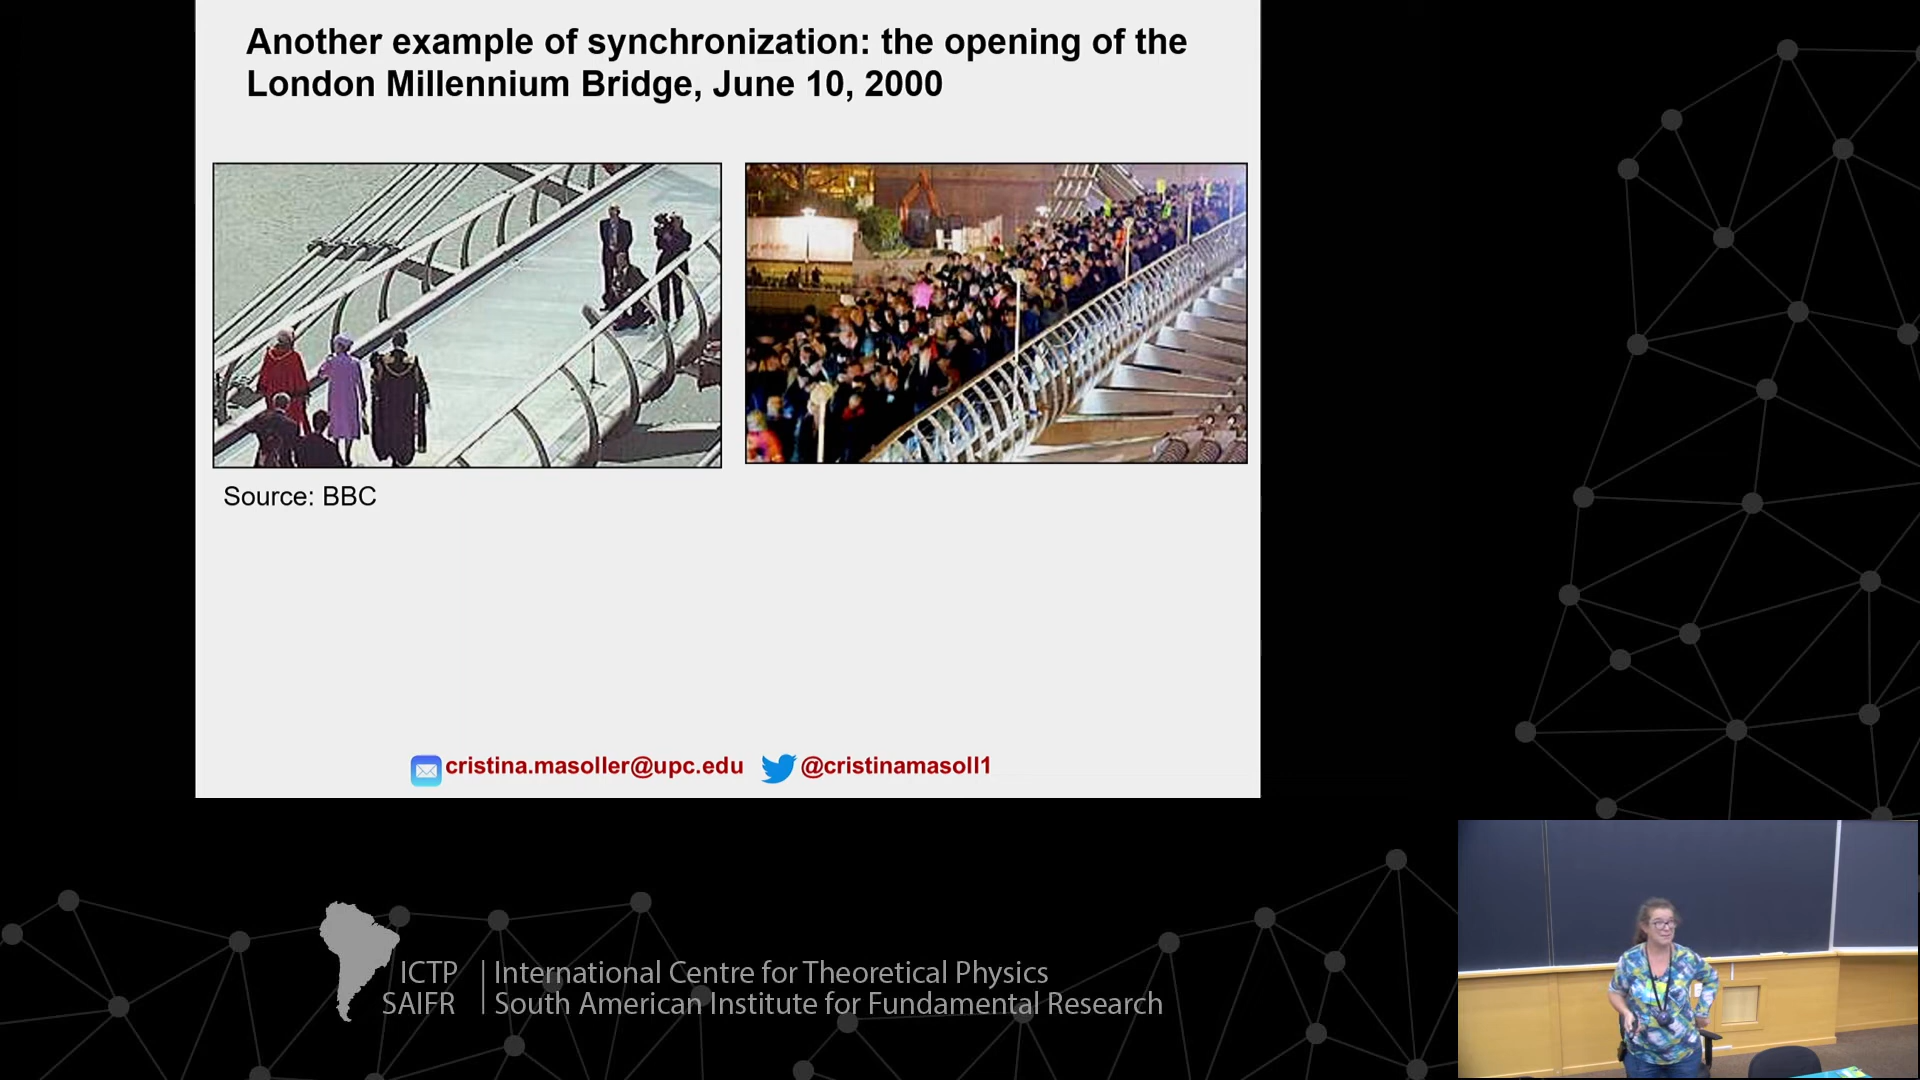 Another example of synchronization: the opening of the
London Millennium Bridge, June 10, 2000
Source: BBC
cristina.masoller@upc.edu @cristinamasoll1
ICTP International Centre for Theoretical Physics
SAIFR South American Institute for Fundamental Research